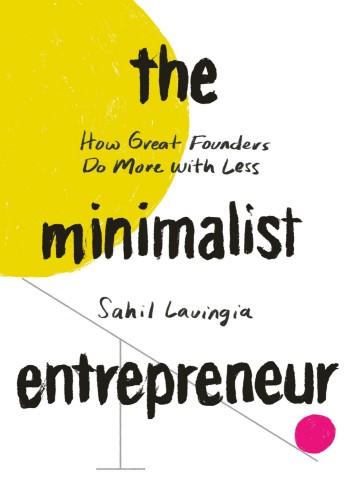 the
How Great Founders
Do More with Less
minimalist
Sahil Lavingia
entrepreneur